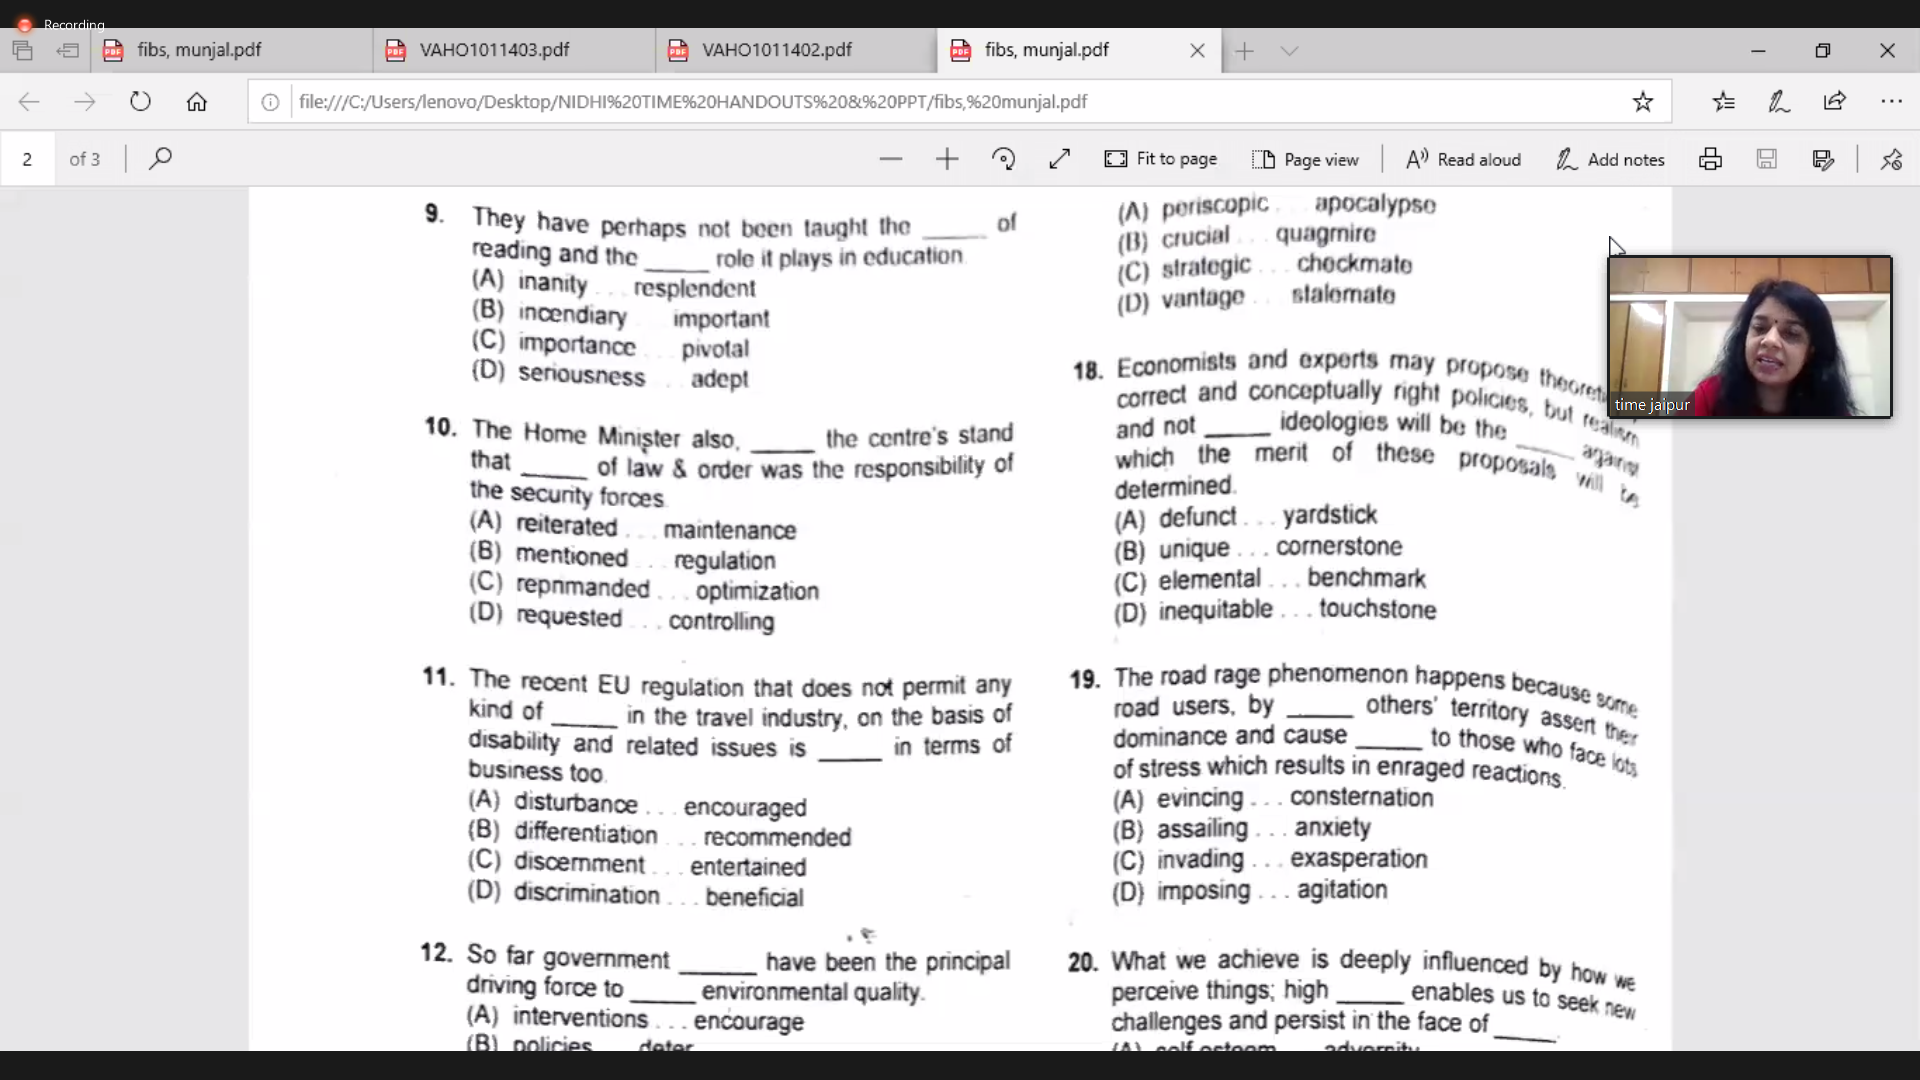 Recording
fibs, munjal.pdf
VAHO1011403.pdf
VAHO1011402.pdf
fibs, munjal.pdf
file:///C:/Users/lenovo/Desktop/NIDHI%20TIME%20HANDOUTS%20&%20PPT/fibs,%20munjal.pdf
2 of 3
Fit to page
Page view
Read aloud
Add notes
9. They have perhaps not been taught the _____ of
reading and the _____ role it plays in education
(A) inanity ... resplendent
(B) incendiary ... important
(C) importance ... pivotal
(D) seriousness ... adept
10. The Home Minister also, _____ the centre's stand
that _____ of law & order was the responsibility of
the security forces
(A) reiterated ... maintenance
(B) mentioned ... regulation
(C) repnmanded ... optimization
(D) requested ... controlling
11. The recent EU regulation that does not permit any
kind of _____ in the travel industry, on the basis of
disability and related issues is _____ in terms of
business too.
(A) disturbance ... encouraged
(B) differentiation ... recommended
(C) discernment ... entertained
(D) discrimination ... beneficial
12. So far government _____ have been the principal
driving force to _____ environmental quality.
(A) interventions ... encourage
(B) policies deter
(A) periscopic ... apocalypse
(B) crucial ... quagmire
(C) strategic ... checkmate
(D) vantage ... stalemate
18. Economists and experts may propose
correct and conceptually right policies, but realism
and not _____ ideologies will be the _____ against
which the merit of these proposals will be
determined.
(A) defunct ... yardstick
(B) unique ... cornerstone
(C) elemental ... benchmark
(D) inequitable ... touchstone
19. The road rage phenomenon happens because some
road users, by _____ others' territory assert their
dominance and cause _____ to those who face lots
of stress which results in enraged reactions.
(A) evincing ... consternation
(B) assailing ... anxiety
(C) invading ... exasperation
(D) imposing ... agitation
20. What we achieve is deeply influenced by how we
perceive things; high _____ enables us to seek new
challenges and persist in the face of _____
(A) self esteem adversity
time jaipur